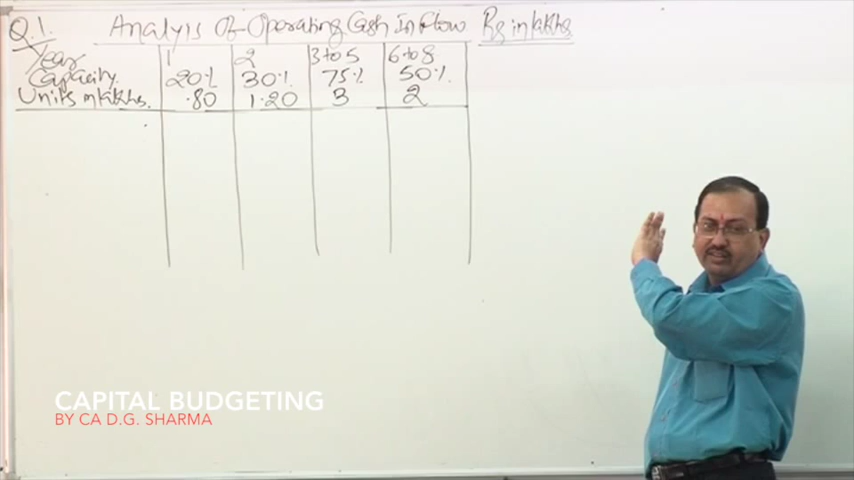 Q.1. Analysis Of Operating Cash Inflow Rs in lakhs
Year 1 2 3 to 5 6 to 8
Capacity. 20% 30% 75% 50%
Units in lakhs. .80 1.20 3 2
CAPITAL BUDGETING
BY CA D.G. SHARMA